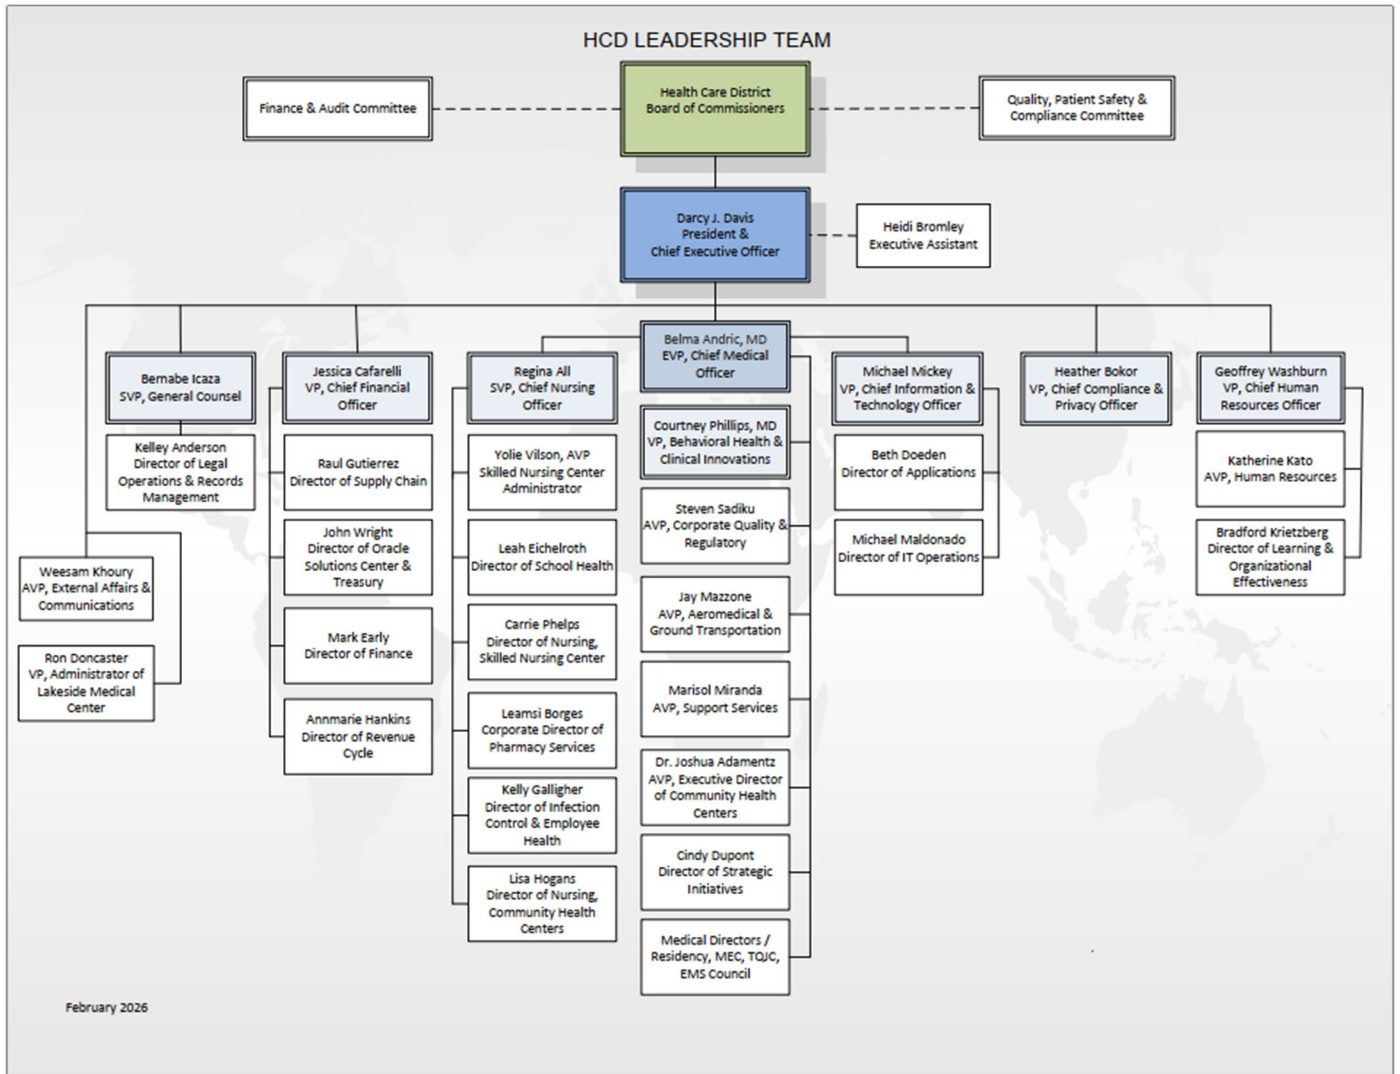 HCD LEADERSHIP TEAM
Finance & Audit Committee
Health Care District
Board of Commissioners
Quality, Patient Safety &
Compliance Committee
Darcy J. Davis
President &
Chief Executive Officer
Heidi Bromley
Executive Assistant
Bernabe Icaza
SVP, General Counsel
Kelley Anderson
Director of Legal
Operations & Records
Management
Weesam Khoury
AVP, External Affairs &
Communications
Ron Doncaster
VP, Administrator of
Lakeside Medical
Center
Jessica Cafarelli
VP, Chief Financial
Officer
Raul Gutierrez
Director of Supply Chain
John Wright
Director of Oracle
Solutions Center &
Treasury
Mark Early
Director of Finance
Annmarie Hankins
Director of Revenue
Cycle
Regina All
SVP, Chief Nursing
Officer
Yolie Vilson, AVP
Skilled Nursing Center
Administrator
Leah Eichelroth
Director of School Health
Carrie Phelps
Director of Nursing,
Skilled Nursing Center
Leamsi Borges
Corporate Director of
Pharmacy Services
Kelly Galligher
Director of Infection
Control & Employee
Health
Lisa Hogans
Director of Nursing,
Community Health
Centers
Belma Andric, MD
EVP, Chief Medical
Officer
Courtney Phillips, MD
VP, Behavioral Health &
Clinical Innovations
Steven Sadiku
AVP, Corporate Quality &
Regulatory
Jay Mazzone
AVP, Aeromedical &
Ground Transportation
Marisol Miranda
AVP, Support Services
Dr. Joshua Adamentz
AVP, Executive Director
of Community Health
Centers
Cindy Dupont
Director of Strategic
Initiatives
Medical Directors /
Residency, MEC, TQJC,
EMS Council
Michael Mickey
VP, Chief Information &
Technology Officer
Beth Doeden
Director of Applications
Michael Maldonado
Director of IT Operations
Heather Bokor
VP, Chief Compliance &
Privacy Officer
Geoffrey Washburn
VP, Chief Human
Resources Officer
Katherine Kato
AVP, Human Resources
Bradford Krietzberg
Director of Learning &
Organizational
Effectiveness
February 2026